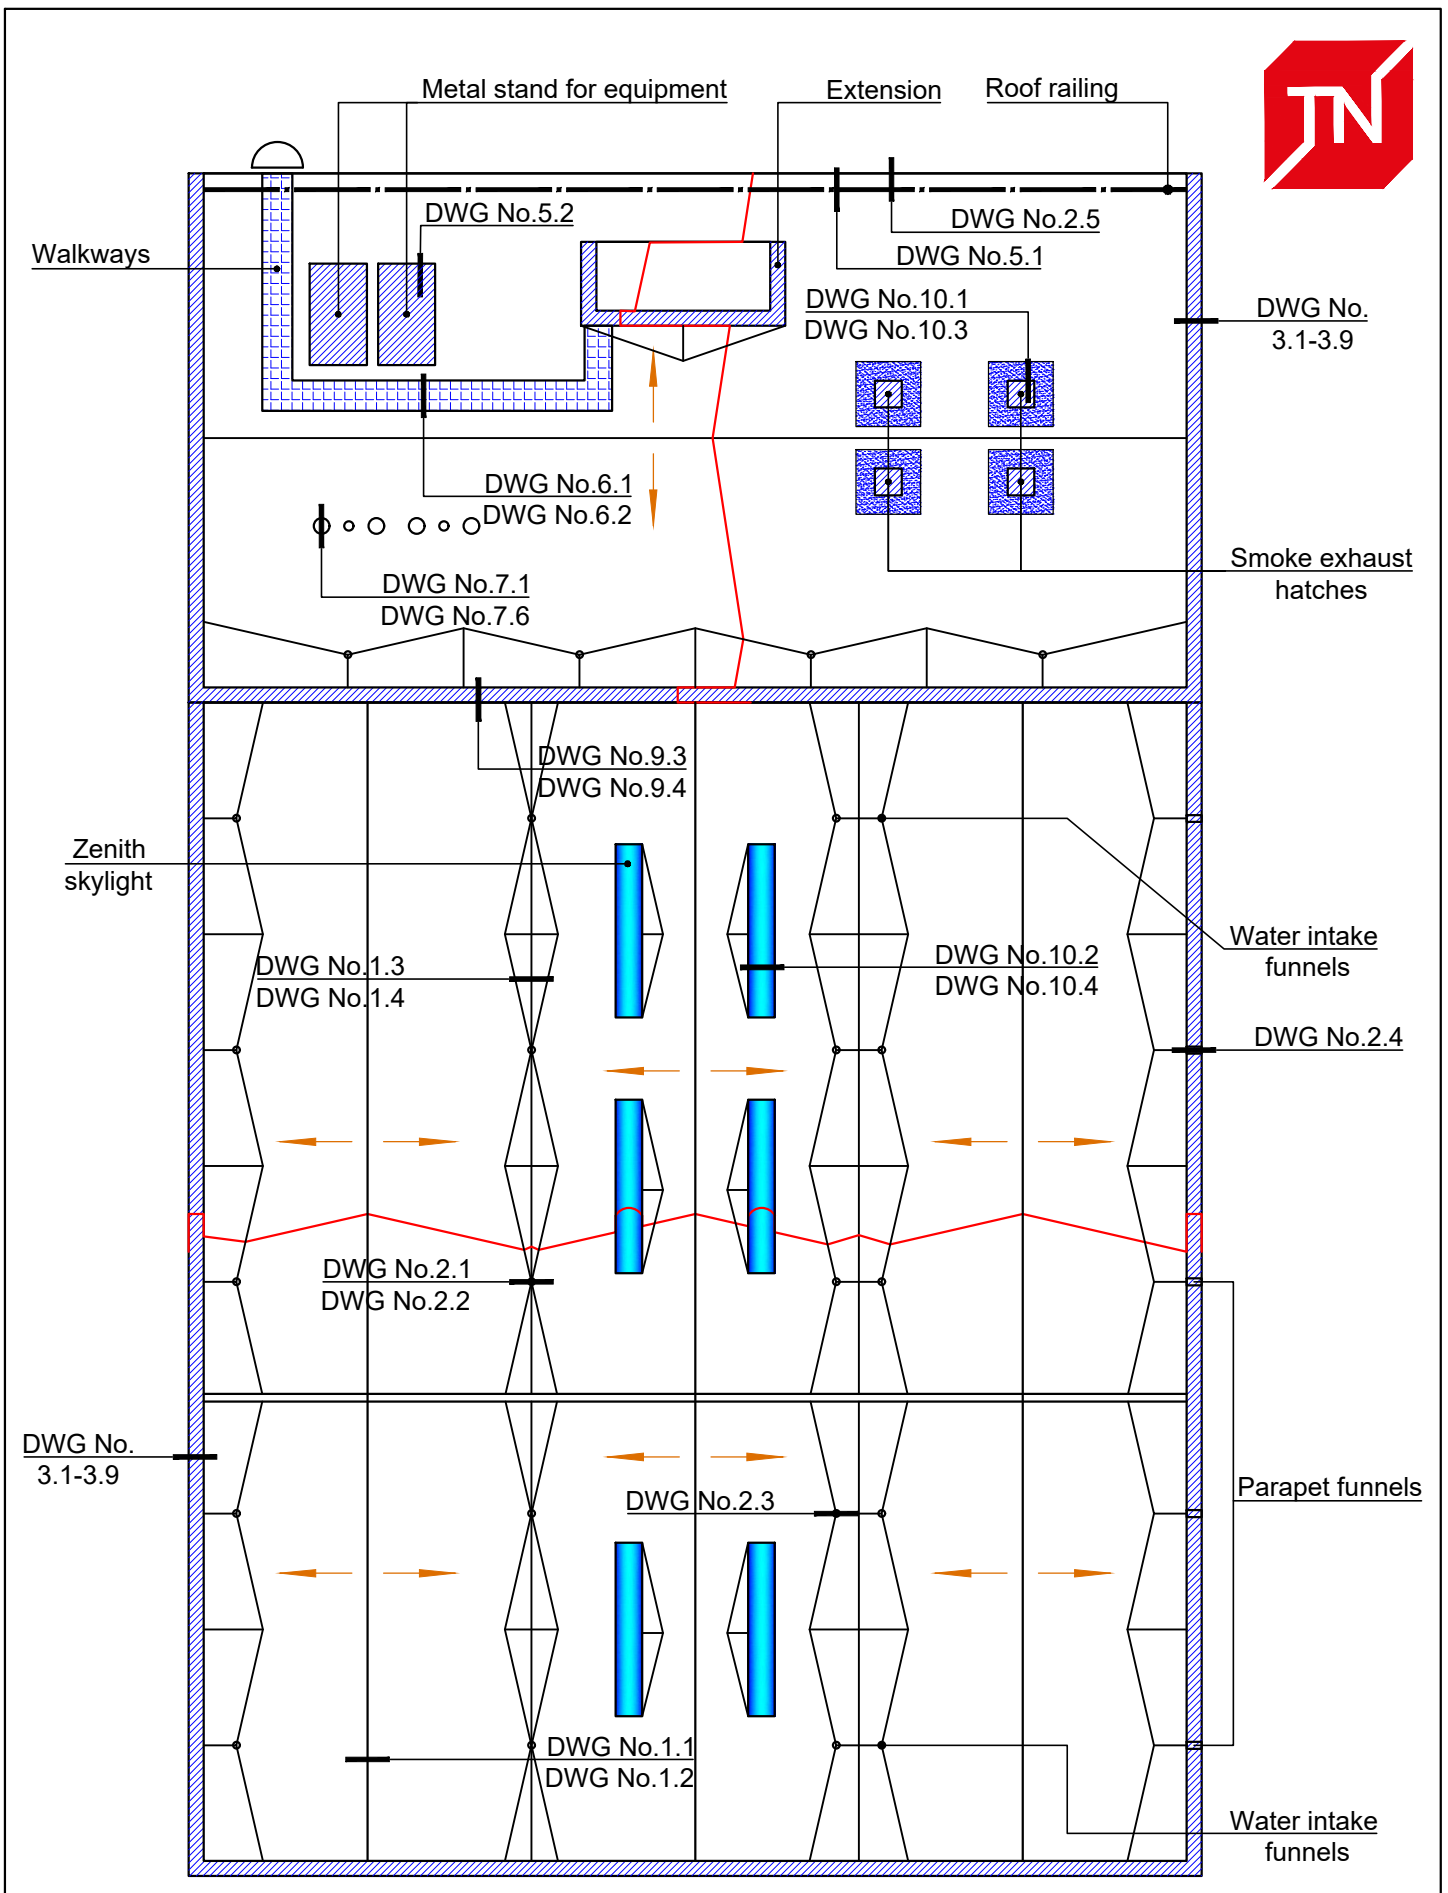 Metal stand for equipment
Extension
Roof railing
TN
DWG No.5.2
DWG No.2.5
Walkways
DWG No.5.1
DWG No.10.1
DWG No.10.3
DWG No.
3.1-3.9
DWG No.6.1
DWG No.6.2
Smoke exhaust
hatches
DWG No.7.1
DWG No.7.6
DWG No.9.3
DWG No.9.4
Zenith
skylight
Water intake
funnels
DWG No.1.3
DWG No.1.4
DWG No.10.2
DWG No.10.4
DWG No.2.4
DWG No.2.1
DWG No.2.2
DWG No.
3.1-3.9
DWG No.2.3
Parapet funnels
DWG No.1.1
DWG No.1.2
Water intake
funnels